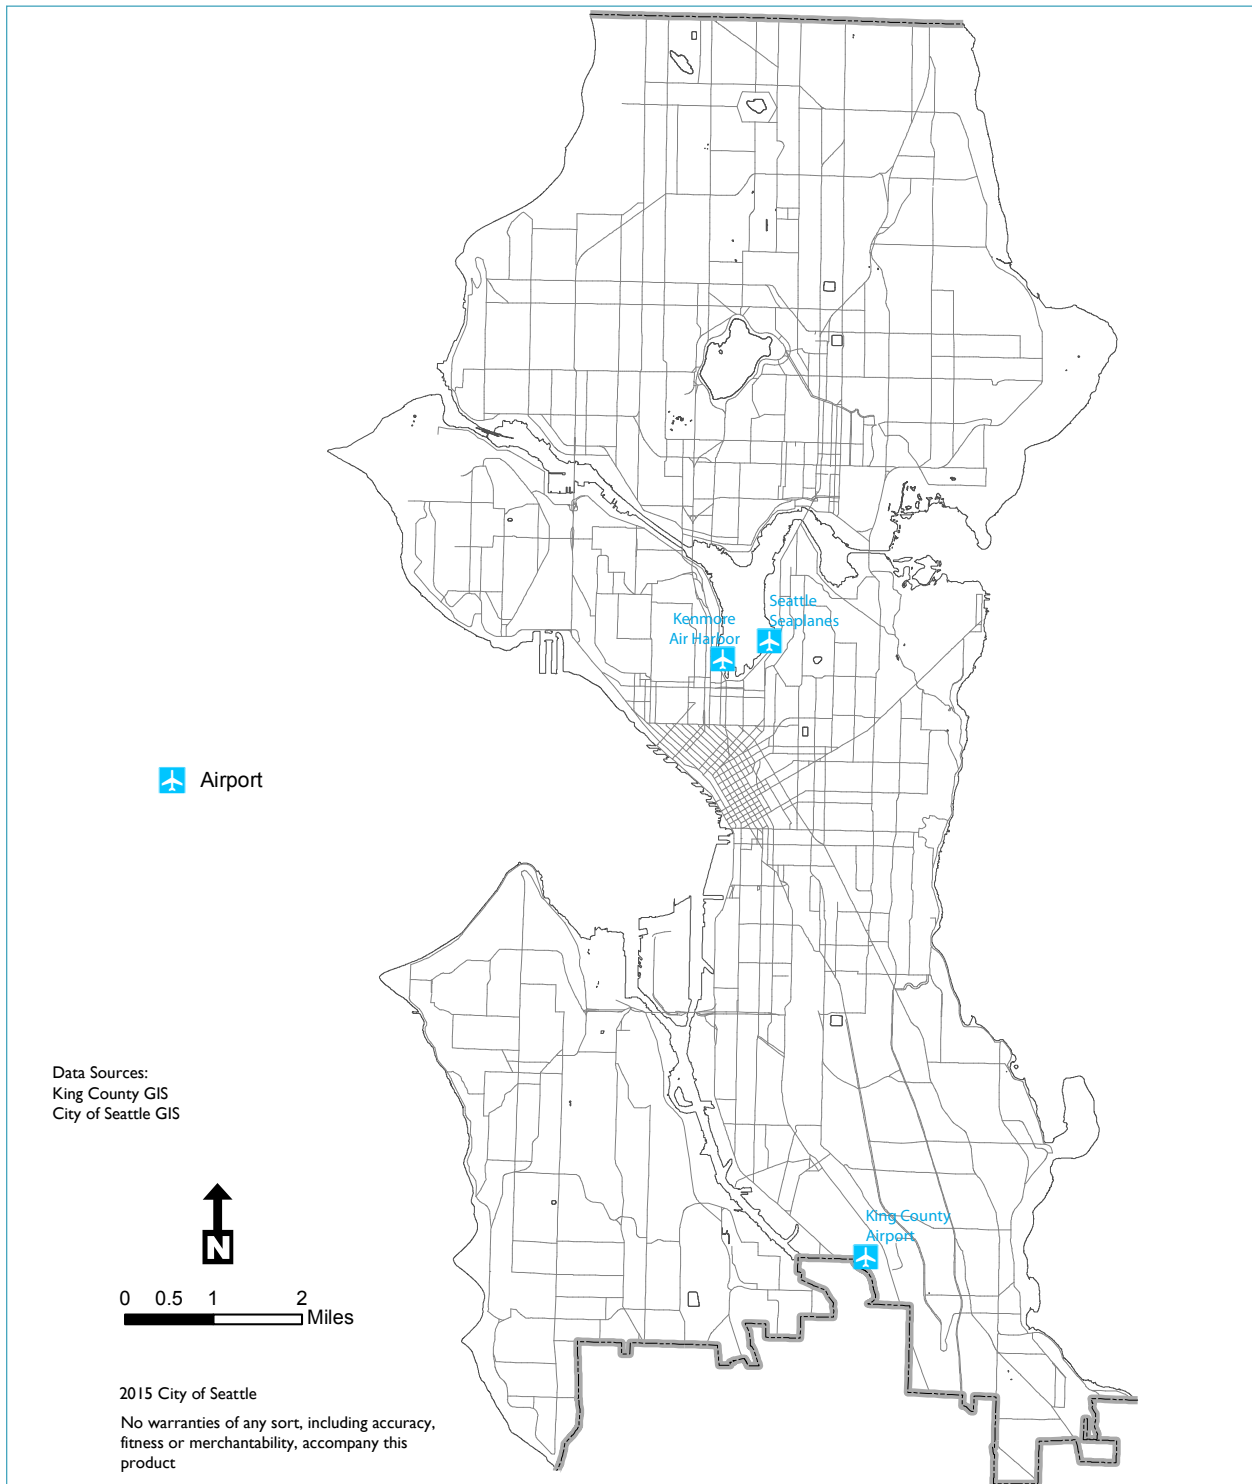 Seattle
Seaplanes
Kenmore
Air Harbor
Airport
Data Sources:
King County GIS
City of Seattle GIS
N
King County
Airport
0 0.5 1 2
Miles
2015 City of Seattle
No warranties of any sort, including accuracy,
fitness or merchantability, accompany this
product